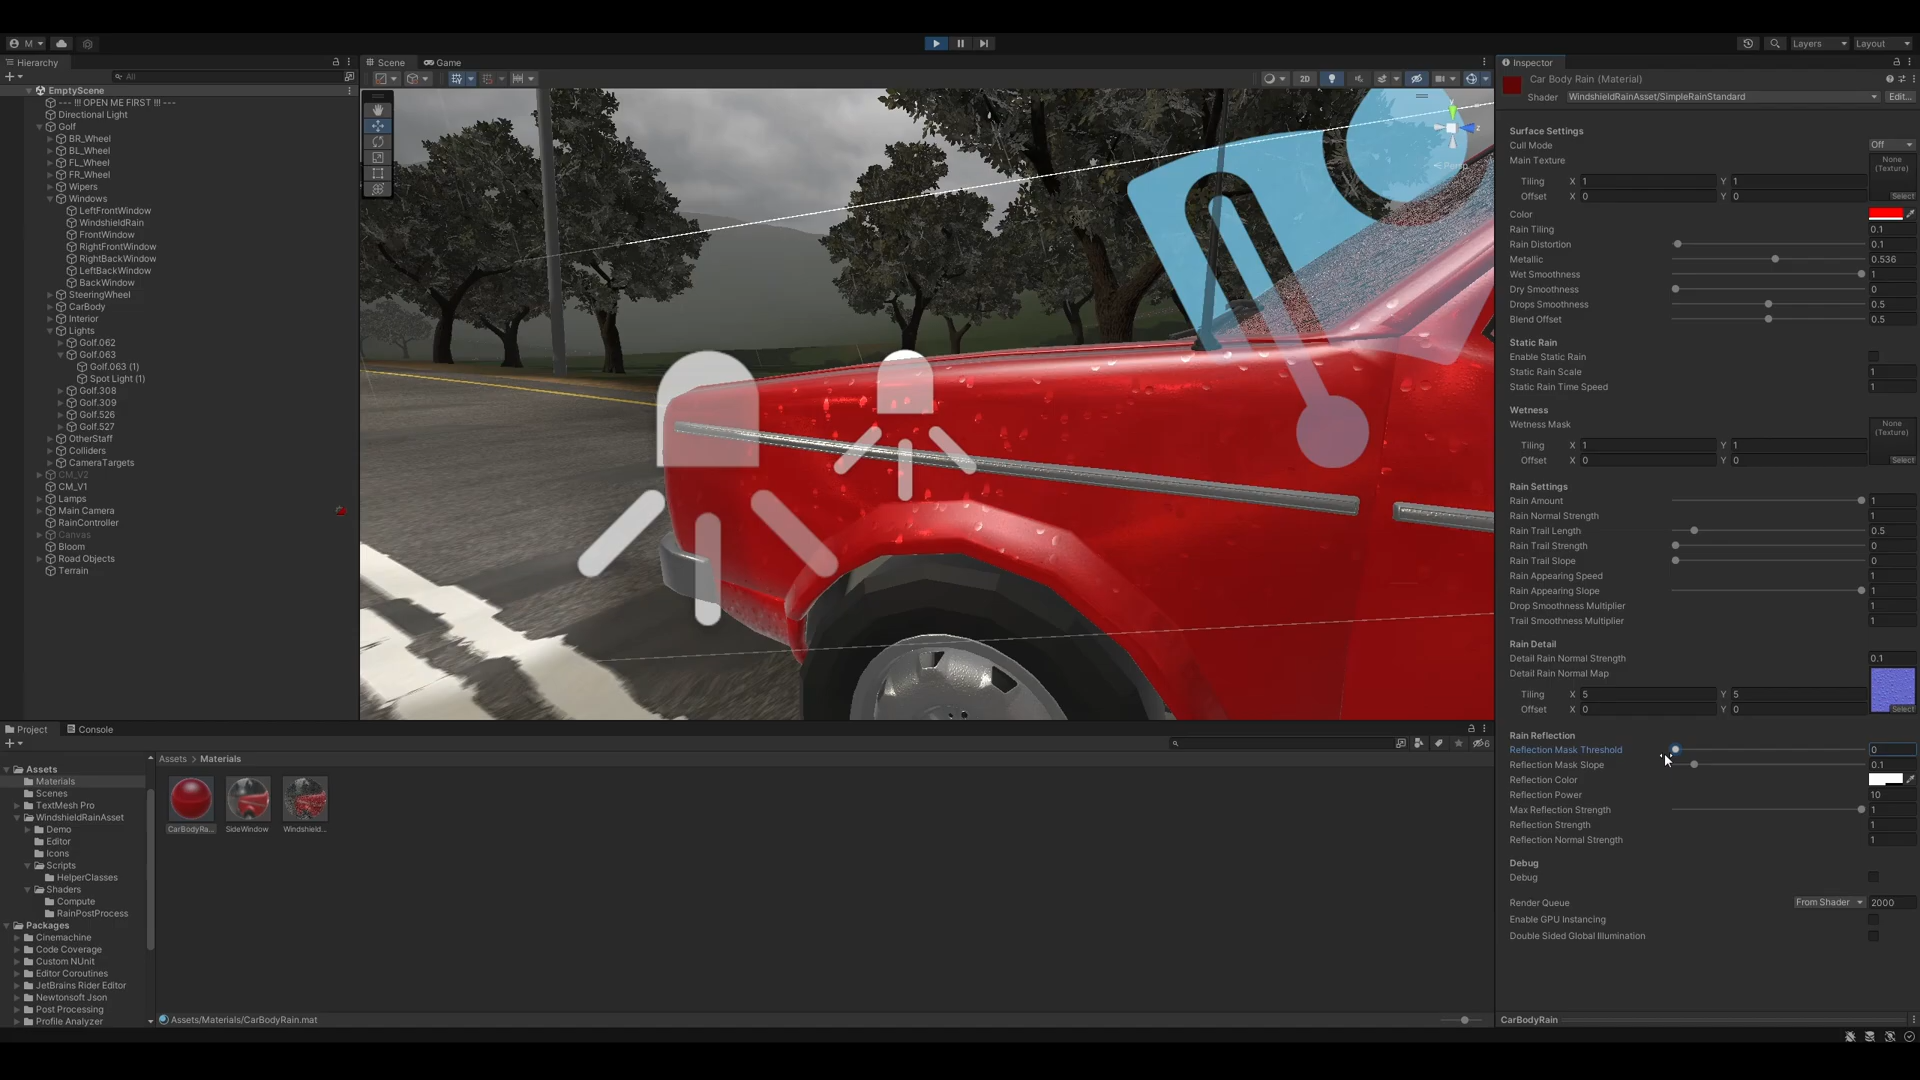 M
Layers
Layout
Hierarchy
All
EmptyScene
--- !!! OPEN ME FIRST !!! ---
Directional Light
Golf
BR_Wheel
BL_Wheel
FL_Wheel
FR_Wheel
Wipers
Windows
LeftFrontWindow
WindshieldRain
FrontWindow
RightFrontWindow
RightBackWindow
LeftBackWindow
BackWindow
SteeringWheel
CarBody
Interior
Lights
Golf.062
Golf.063
Golf.063 (1)
Spot Light (1)
Golf.308
Golf.309
Golf.526
Golf.527
OtherStaff
Colliders
CameraTargets
CM_V2
CM_V1
Lamps
Main Camera
RainController
Canvas
Bloom
Road Objects
Terrain
Scene Game
2D
Persp
Inspector
Car Body Rain (Material)
Shader WindshieldRainAsset/SimpleRainStandard Edit...
Surface Settings
Cull Mode Off
Main Texture None (Texture)
Tiling X 1 Y 1
Offset X 0 Y 0 Select
Color
Rain Tiling 0.1
Rain Distortion 0.1
Metallic 0.536
Wet Smoothness 1
Dry Smoothness 0
Drops Smoothness 0.5
Blend Offset 0.5
Static Rain
Enable Static Rain
Static Rain Scale 1
Static Rain Time Speed 1
Wetness
Wetness Mask None (Texture)
Tiling X 1 Y 1
Offset X 0 Y 0 Select
Rain Settings
Rain Amount 1
Rain Normal Strength 1
Rain Trail Length 0.5
Rain Trail Strength 0
Rain Trail Slope 0
Rain Appearing Speed 1
Rain Appearing Slope 1
Drop Smoothness Multiplier 1
Trail Smoothness Multiplier 1
Rain Detail
Detail Rain Normal Strength 0.1
Detail Rain Normal Map
Tiling X 5 Y 5
Offset X 0 Y 0 Select
Rain Reflection
Reflection Mask Threshold 0
Reflection Mask Slope 0.1
Reflection Color
Reflection Power 10
Max Reflection Strength 1
Reflection Strength 1
Reflection Normal Strength 1
Debug
Debug
Render Queue From Shader 2000
Enable GPU Instancing
Double Sided Global Illumination
CarBodyRain
Project Console
6
Assets
Materials
Scenes
TextMesh Pro
WindshieldRainAsset
Demo
Editor
Icons
Scripts
HelperClasses
Shaders
Compute
RainPostProcess
Packages
Cinemachine
Code Coverage
Custom NUnit
Editor Coroutines
JetBrains Rider Editor
Newtonsoft Json
Post Processing
Profile Analyzer
Assets > Materials
CarBodyRa...
SideWindow
Windshield...
Assets/Materials/CarBodyRain.mat